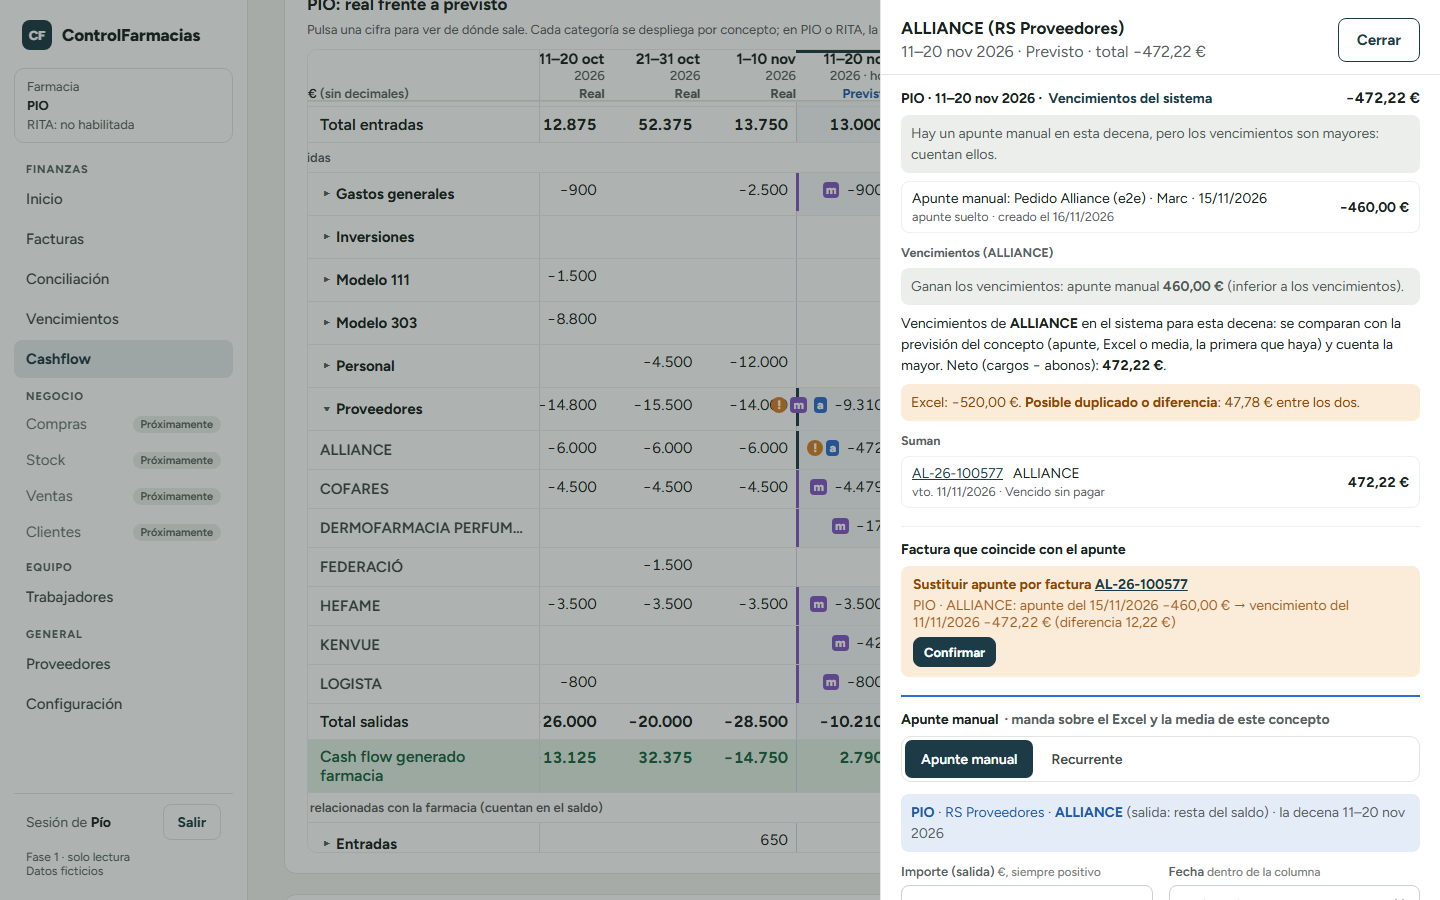 CF ControlFarmacias
Farmacia
PIO
RITA: no habilitada
FINANZAS
Inicio
Facturas
Conciliación
Vencimientos
Cashflow
NEGOCIO
Compras Próximamente
Stock Próximamente
Ventas Próximamente
Clientes Próximamente
EQUIPO
Trabajadores
GENERAL
Proveedores
Configuración
Sesión de Pío Salir
Fase 1 · solo lectura
Datos ficticios
PIO: real frente a previsto
Pulsa una cifra para ver de dónde sale. Cada categoría se despliega por concepto; en PIO o RITA, la
11–20 oct 21–31 oct 1–10 nov 11–20 no
2026 2026 2026 2026 · ho
€ (sin decimales) Real Real Real Previs
Total entradas 12.875 52.375 13.750 13.000
idas
▸ Gastos generales −900 −2.500 m −900
▸ Inversiones
▸ Modelo 111 −1.500
▸ Modelo 303 −8.800
▸ Personal −4.500 −12.000
▾ Proveedores −14.800 −15.500 −14.0 ! m a −9.310
ALLIANCE −6.000 −6.000 −6.000 ! a −472
COFARES −4.500 −4.500 −4.500 m −4.479
DERMOFARMACIA PERFUM... m −17
FEDERACIÓ −1.500
HEFAME −3.500 −3.500 −3.500 m −3.500
KENVUE m −42
LOGISTA −800 m −800
Total salidas 26.000 −20.000 −28.500 −10.210
Cash flow generado 13.125 32.375 −14.750 2.790
farmacia
relacionadas con la farmacia (cuentan en el saldo)
▸ Entradas 650
ALLIANCE (RS Proveedores)
11–20 nov 2026 · Previsto · total −472,22 €
Cerrar
PIO · 11–20 nov 2026 · Vencimientos del sistema −472,22 €
Hay un apunte manual en esta decena, pero los vencimientos son mayores:
cuentan ellos.
Apunte manual: Pedido Alliance (e2e) · Marc · 15/11/2026 −460,00 €
apunte suelto · creado el 16/11/2026
Vencimientos (ALLIANCE)
Ganan los vencimientos: apunte manual 460,00 € (inferior a los vencimientos).
Vencimientos de ALLIANCE en el sistema para esta decena: se comparan con la
previsión del concepto (apunte, Excel o media, la primera que haya) y cuenta la
mayor. Neto (cargos − abonos): 472,22 €.
Excel: −520,00 €. Posible duplicado o diferencia: 47,78 € entre los dos.
Suman
AL-26-100577 ALLIANCE 472,22 €
vto. 11/11/2026 · Vencido sin pagar
Factura que coincide con el apunte
Sustituir apunte por factura AL-26-100577
PIO · ALLIANCE: apunte del 15/11/2026 −460,00 € → vencimiento del
11/11/2026 −472,22 € (diferencia 12,22 €)
Confirmar
Apunte manual · manda sobre el Excel y la media de este concepto
Apunte manual Recurrente
PIO · RS Proveedores · ALLIANCE (salida: resta del saldo) · la decena 11–20 nov
2026
Importe (salida) €, siempre positivo Fecha dentro de la columna